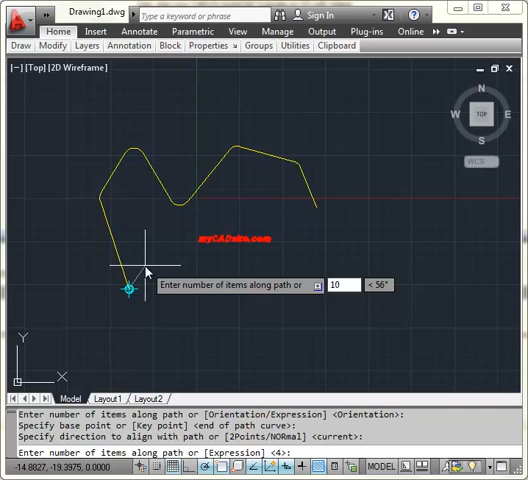 Drawing1.dwg
Type a keyword or phrase
Sign In
Home
Insert
Annotate
Parametric
View
Manage
Output
Plug-ins
Online
Draw
Modify
Layers
Annotation
Block
Properties
Groups
Utilities
Clipboard
[−] [Top] [2D Wireframe]
N
W TOP E
S
WCS
myCADsite.com
Enter number of items along path or 10 < 56°
Y
X
Model Layout1 Layout2
Enter number of items along path or [Orientation/Expression] <Orientation>:
Specify base point or [Key point] <end of path curve>:
Specify direction to align with path or [2Points/NORmal] <current>:
Enter number of items along path or [Expression] <4>:
-14.8827, -19.3975, 0.0000
MODEL